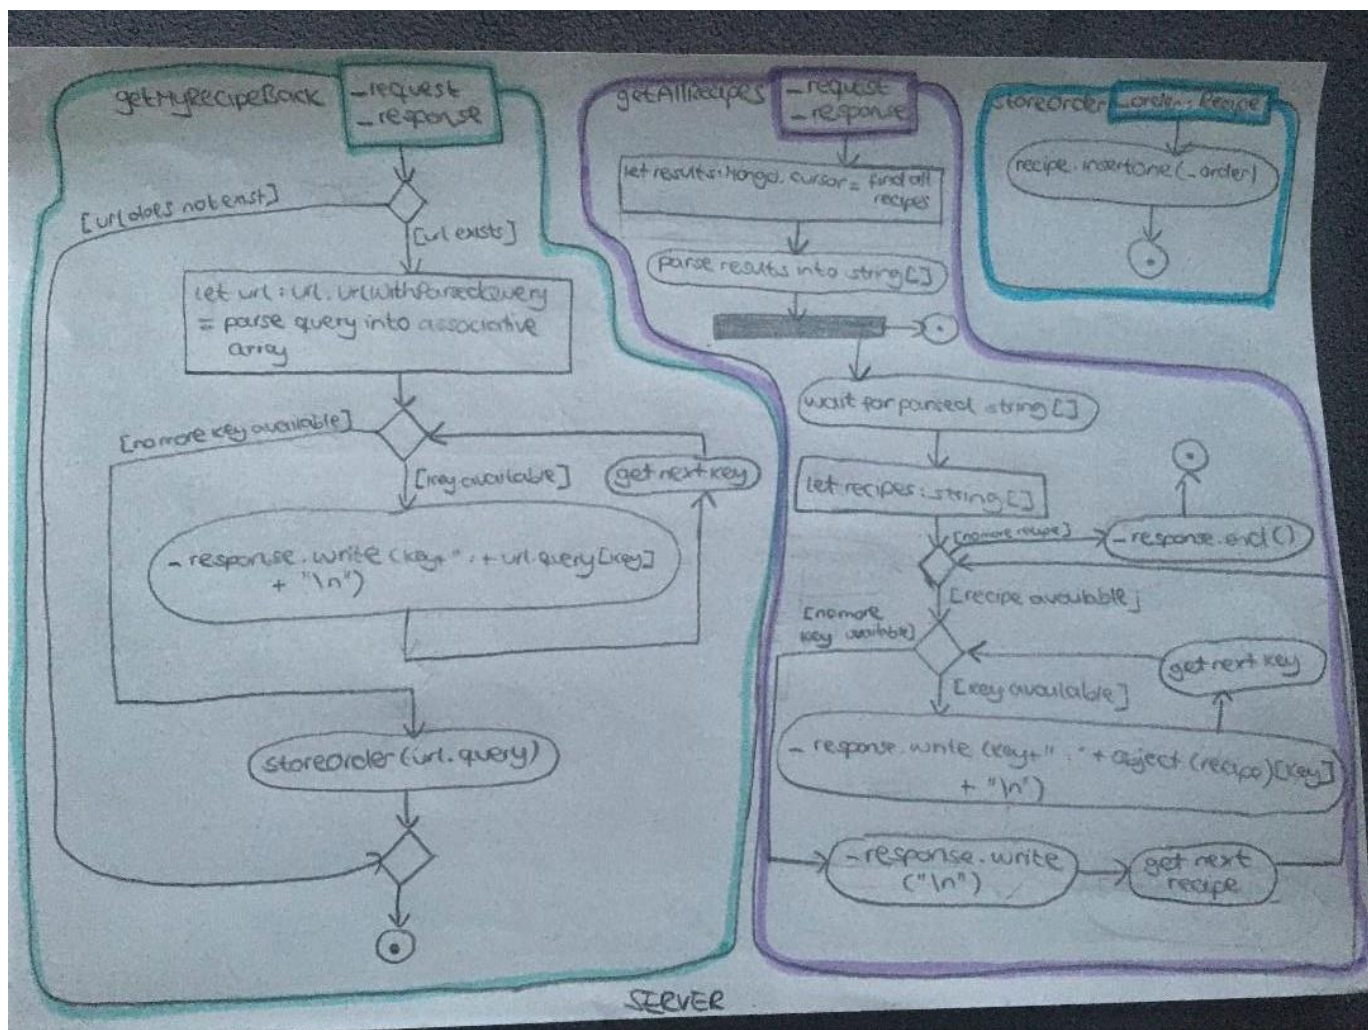 getMyRecipeBack
_request
_response
[url does not exist]
[url exists]
let url : url. UrlWithParsedQuery
= parse query into associative
array
[no more key available]
[key available]
get next key
_response.write (key+" . + url.query[key]
+ "\n")
storeOrder (url.query)
getAllRecipes
_request
_response
let results:Mongo. cursor = find all
recipes
parse results into string[]
wait for parsed string []
let recipes : string []
[no more recipe]
_response.end ()
[recipe available]
[no more
key available]
get next key
[key available]
_response.write (key+" . " + object (recipe)[key]
+ "\n")
_response.write
("\n")
get next
recipe
storeOrder
_order : Recipe
recipe.insertone(_order)
SERVER